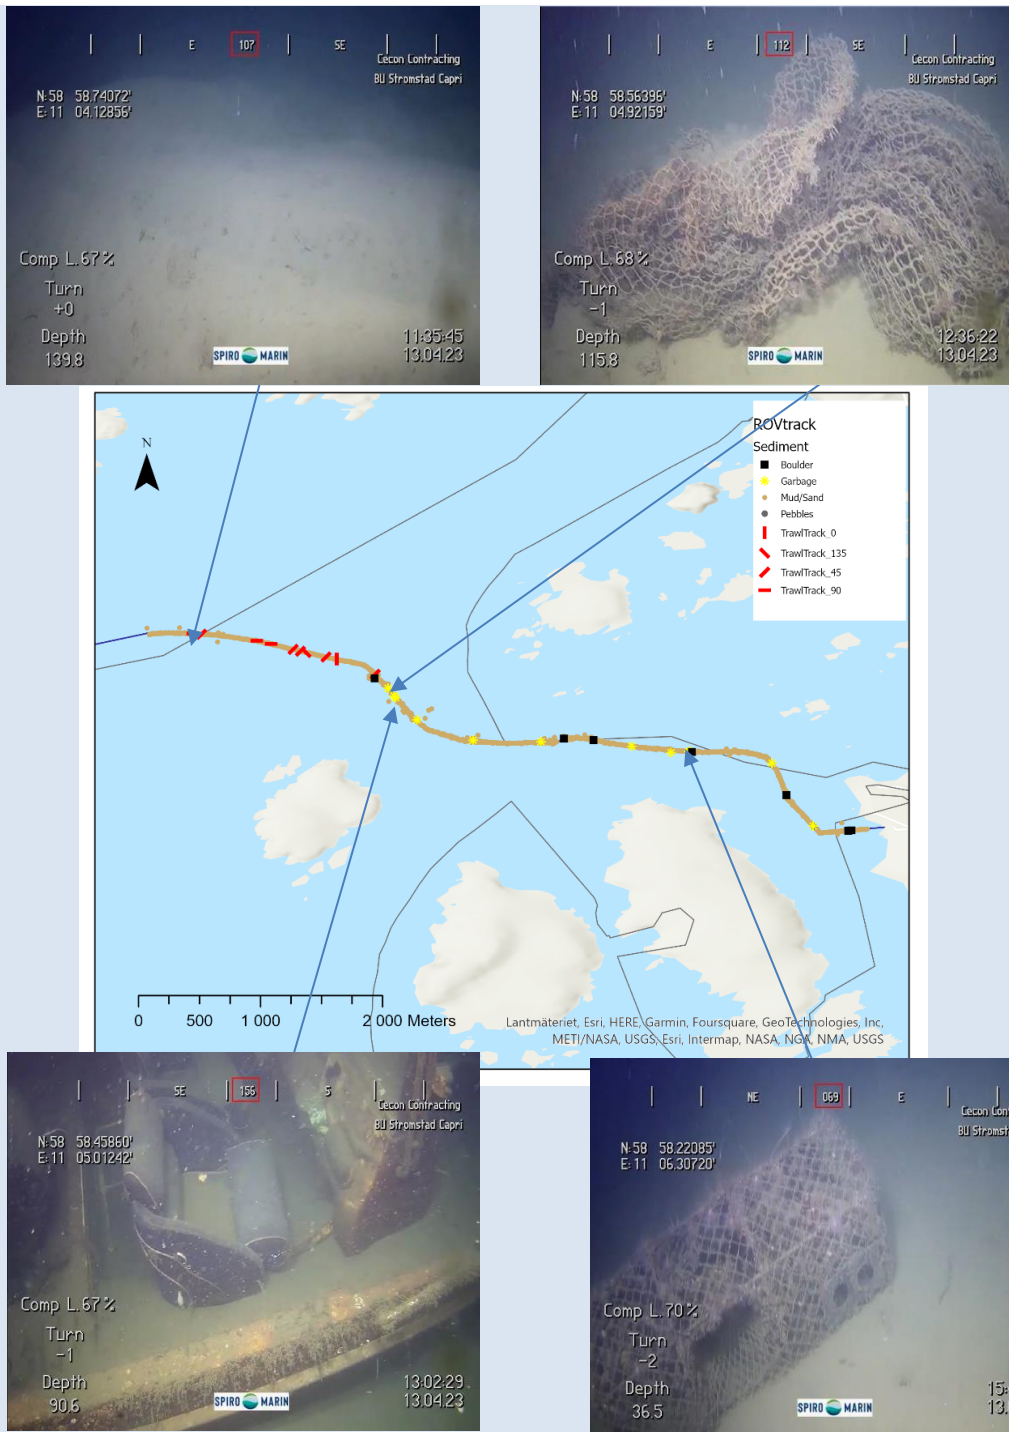 E 107 SE
Cecon Contracting
BU Stromstad Capri
N:58 58.74072'
E: 11 04.12856'
Comp L. 67%
Turn
+0
Depth
139.8
11:35:45
13.04.23
SPIRO MARIN
E 112 SE
Cecon Contracting
BU Stromstad Capri
N:58 58.56396'
E: 11 04.92159'
Comp L. 68%
Turn
-1
Depth
115.8
12:36:22
13.04.23
SPIRO MARIN
N
ROVtrack
Sediment
Boulder
Garbage
Mud/Sand
Pebbles
TrawlTrack_0
TrawlTrack_135
TrawlTrack_45
TrawlTrack_90
0 500 1 000 2 000 Meters
Lantmäteriet, Esri, HERE, Garmin, Foursquare, GeoTechnologies, Inc,
METI/NASA, USGS, Esri, Intermap, NASA, NGA, NMA, USGS
SE 156 S
Cecon Contracting
BU Stromstad Capri
N:58 58.45860'
E: 11 05.01242'
Comp L. 67%
Turn
-1
Depth
90.6
13:02:29
13.04.23
SPIRO MARIN
NE 069 E
Cecon
BU Stromst
N:58 58.22085'
E: 11 06.30720'
Comp L. 70%
Turn
-2
Depth
36.5
15:
13.
SPIRO MARIN